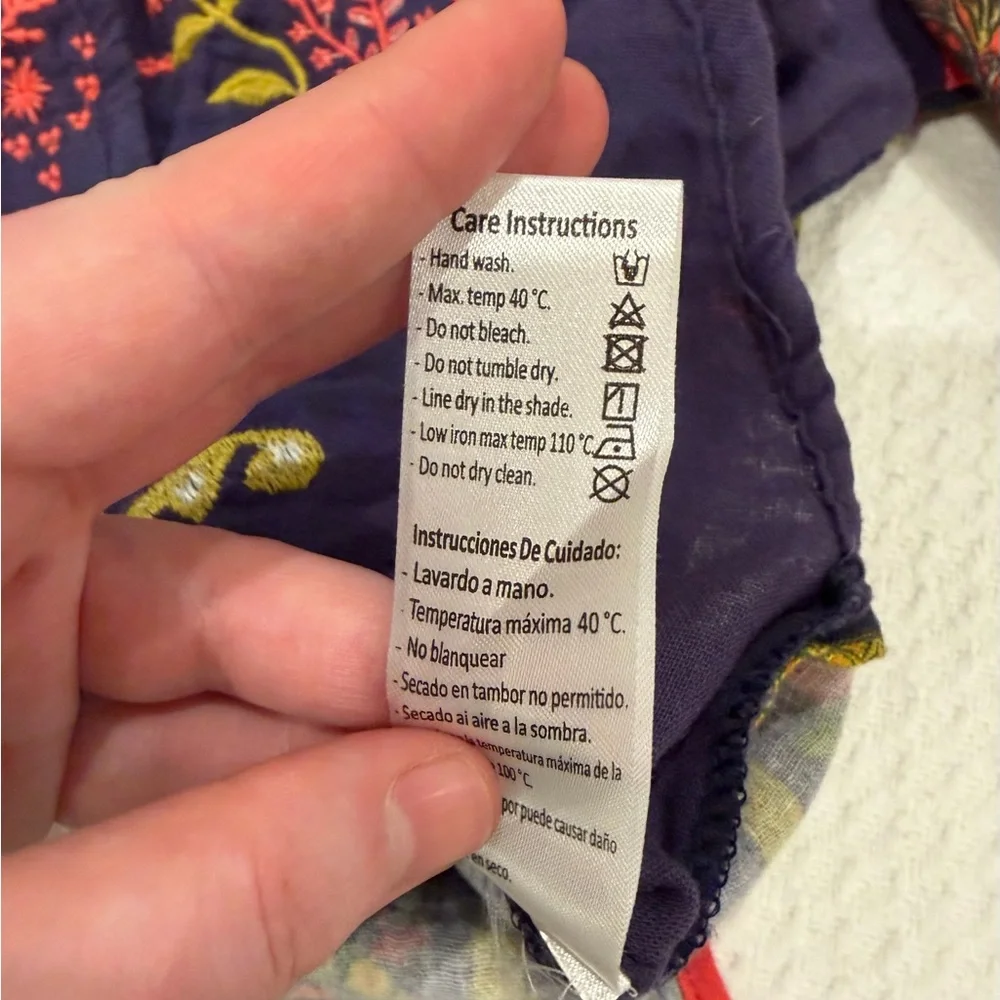 Care Instructions
- Hand wash.
- Max. temp 40 °C.
- Do not bleach.
- Do not tumble dry.
- Line dry in the shade.
- Low iron max temp 110 °C.
- Do not dry clean.
Instrucciones De Cuidado:
- Lavardo a mano.
- Temperatura máxima 40 °C.
- No blanquear
- Secado en tambor no permitido.
- Secado ai aire a la sombra.
temperatura máxima de la
100 °C.
por puede causar daño
en seco.